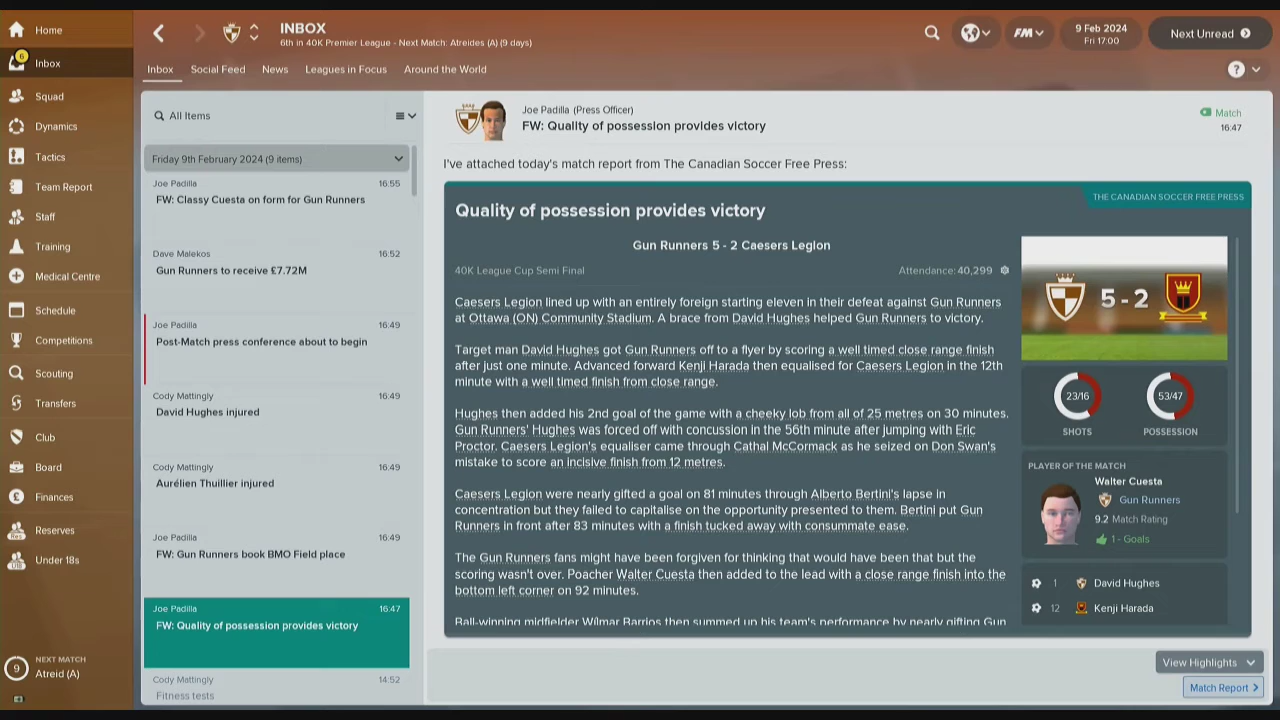 Home
Inbox
6
Squad
Dynamics
Tactics
Team Report
Staff
Training
Medical Centre
Schedule
Competitions
Scouting
Transfers
Club
Board
Finances
Reserves
Under 18s
9
NEXT MATCH
Atreid (A)
INBOX
6th in 40K Premier League - Next Match: Atreides (A) (9 days)
FM
9 Feb 2024
Fri 17:00
Next Unread
Inbox
Social Feed
News
Leagues in Focus
Around the World
?
All Items
Friday 9th February 2024 (9 items)
Joe Padilla 16:55
FW: Classy Cuesta on form for Gun Runners
Dave Malekos 16:52
Gun Runners to receive £7.72M
Joe Padilla 16:49
Post-Match press conference about to begin
Cody Mattingly 16:49
David Hughes injured
Cody Mattingly 16:49
Aurélien Thuillier injured
Joe Padilla 16:49
FW: Gun Runners book BMO Field place
Joe Padilla 16:47
FW: Quality of possession provides victory
Cody Mattingly 14:52
Fitness tests
Joe Padilla (Press Officer)
FW: Quality of possession provides victory
Match
16:47
I've attached today's match report from The Canadian Soccer Free Press:
THE CANADIAN SOCCER FREE PRESS
Quality of possession provides victory
Gun Runners 5 - 2 Caesers Legion
40K League Cup Semi Final
Attendance: 40,299
Caesers Legion lined up with an entirely foreign starting eleven in their defeat against Gun Runners
at Ottawa (ON) Community Stadium. A brace from David Hughes helped Gun Runners to victory.
Target man David Hughes got Gun Runners off to a flyer by scoring a well timed close range finish
after just one minute. Advanced forward Kenji Harada then equalised for Caesers Legion in the 12th
minute with a well timed finish from close range.
Hughes then added his 2nd goal of the game with a cheeky lob from all of 25 metres on 30 minutes.
Gun Runners' Hughes was forced off with concussion in the 56th minute after jumping with Eric
Proctor. Caesers Legion's equaliser came through Cathal McCormack as he seized on Don Swan's
mistake to score an incisive finish from 12 metres.
Caesers Legion were nearly gifted a goal on 81 minutes through Alberto Bertini's lapse in
concentration but they failed to capitalise on the opportunity presented to them. Bertini put Gun
Runners in front after 83 minutes with a finish tucked away with consummate ease.
The Gun Runners fans might have been forgiven for thinking that would have been that but the
scoring wasn't over. Poacher Walter Cuesta then added to the lead with a close range finish into the
bottom left corner on 92 minutes.
Ball-winning midfielder Wílmar Barrios then summed up his team's performance by nearly gifting Gun
5 - 2
23/16
SHOTS
53/47
POSSESSION
PLAYER OF THE MATCH
Walter Cuesta
Gun Runners
9.2 Match Rating
1 - Goals
1 David Hughes
12 Kenji Harada
View Highlights
Match Report